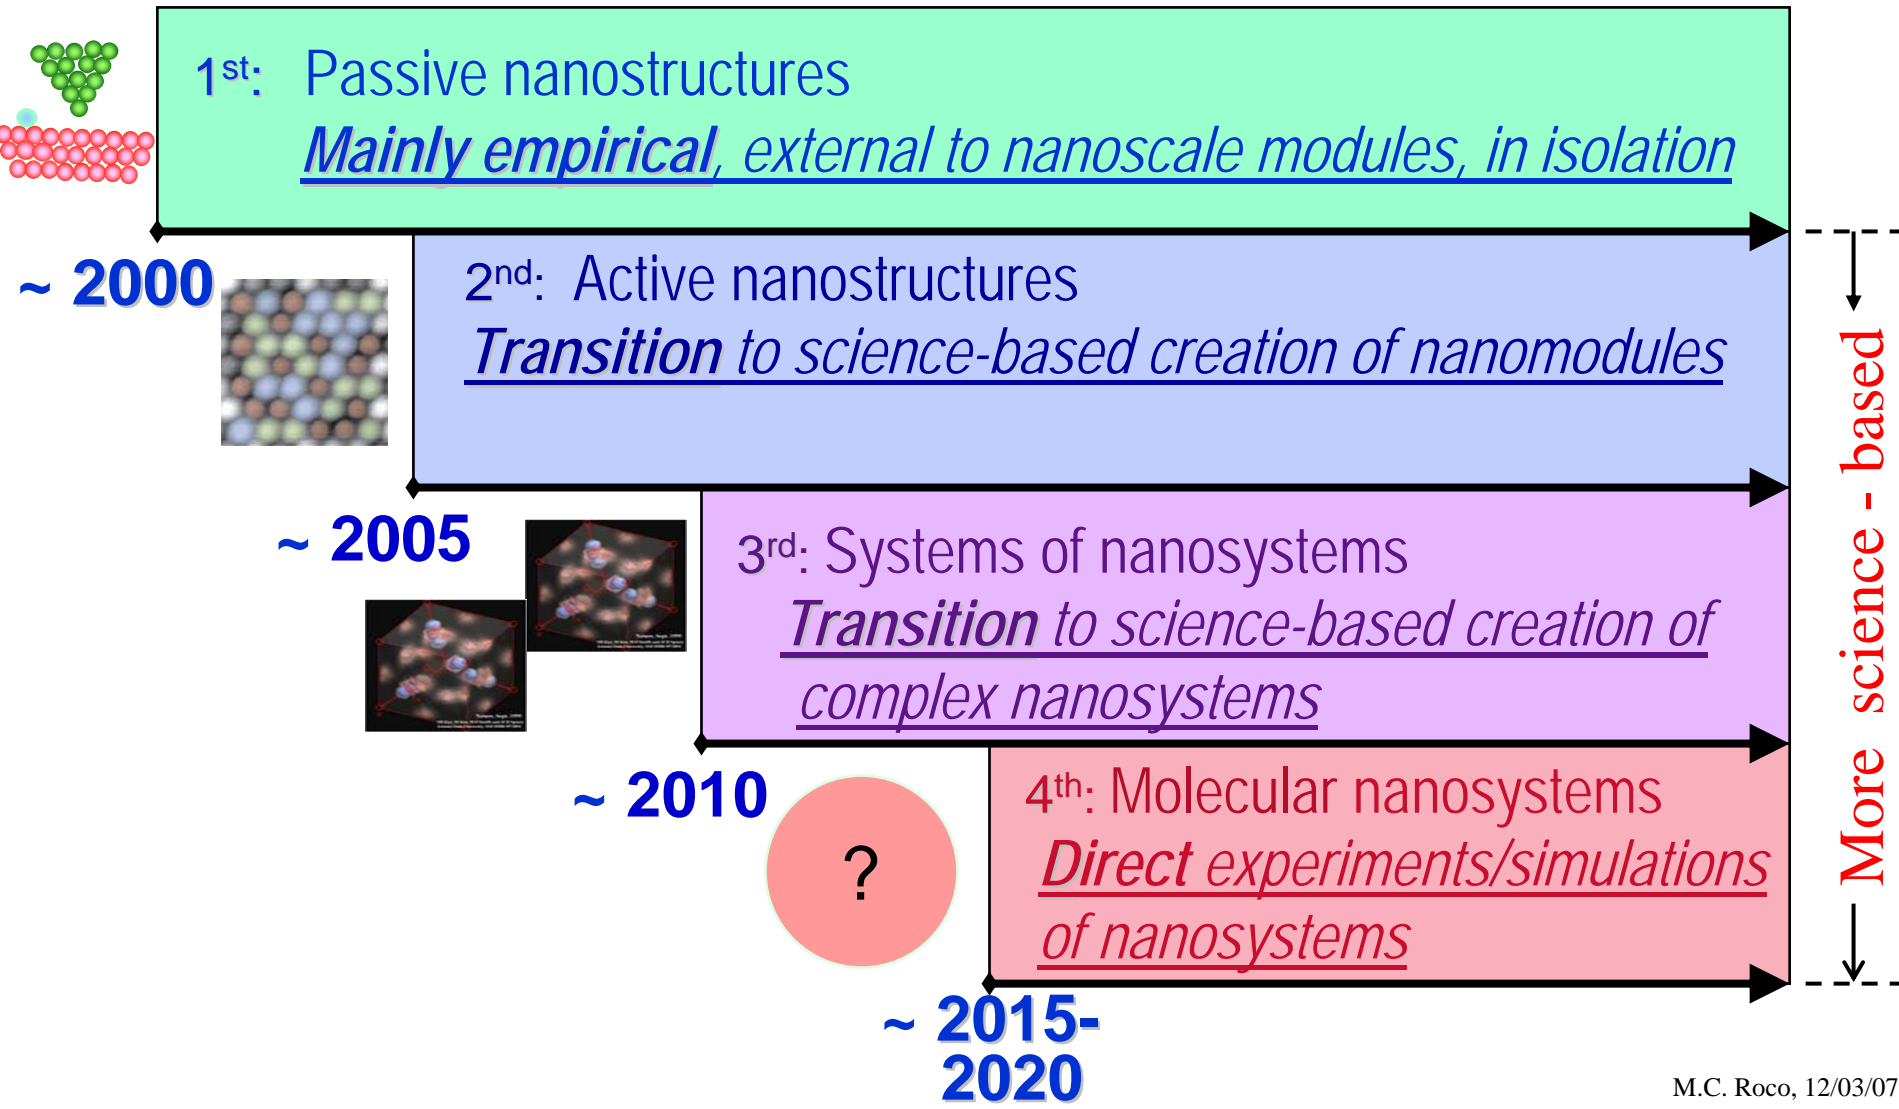 1st: Passive nanostructures
Mainly empirical, external to nanoscale modules, in isolation
~ 2000
2nd: Active nanostructures
Transition to science-based creation of nanomodules
~ 2005
3rd: Systems of nanosystems
Transition to science-based creation of
complex nanosystems
~ 2010
?
4th: Molecular nanosystems
Direct experiments/simulations
of nanosystems
~ 2015-
2020
More science - based
M.C. Roco, 12/03/07